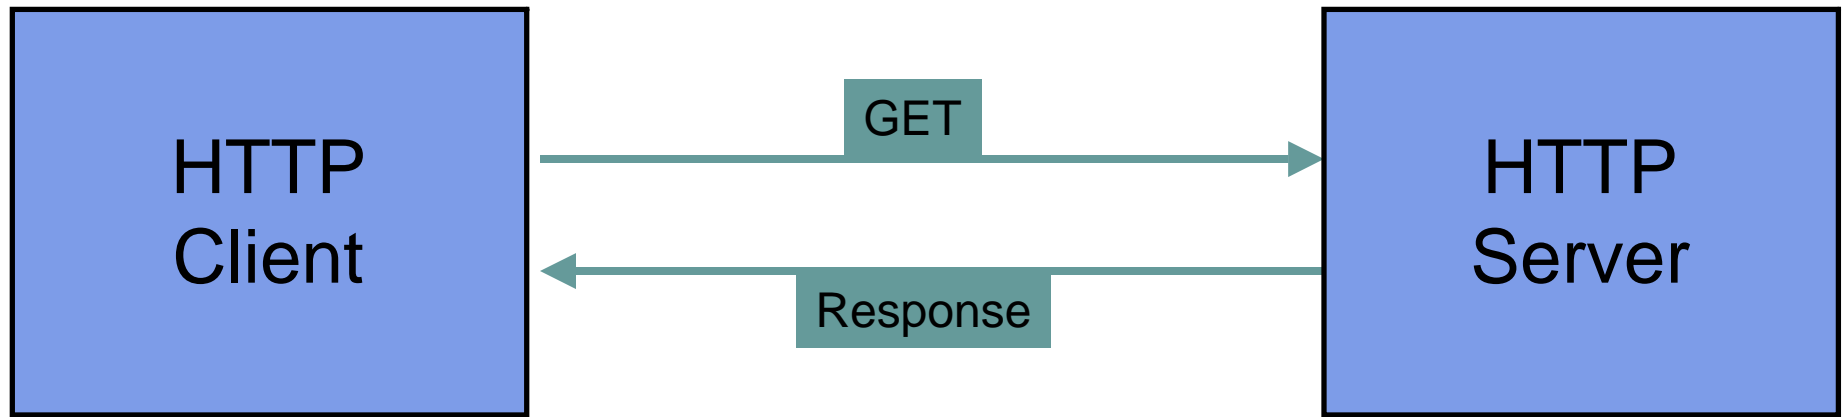 HTTP
Client
GET
Response
HTTP
Server